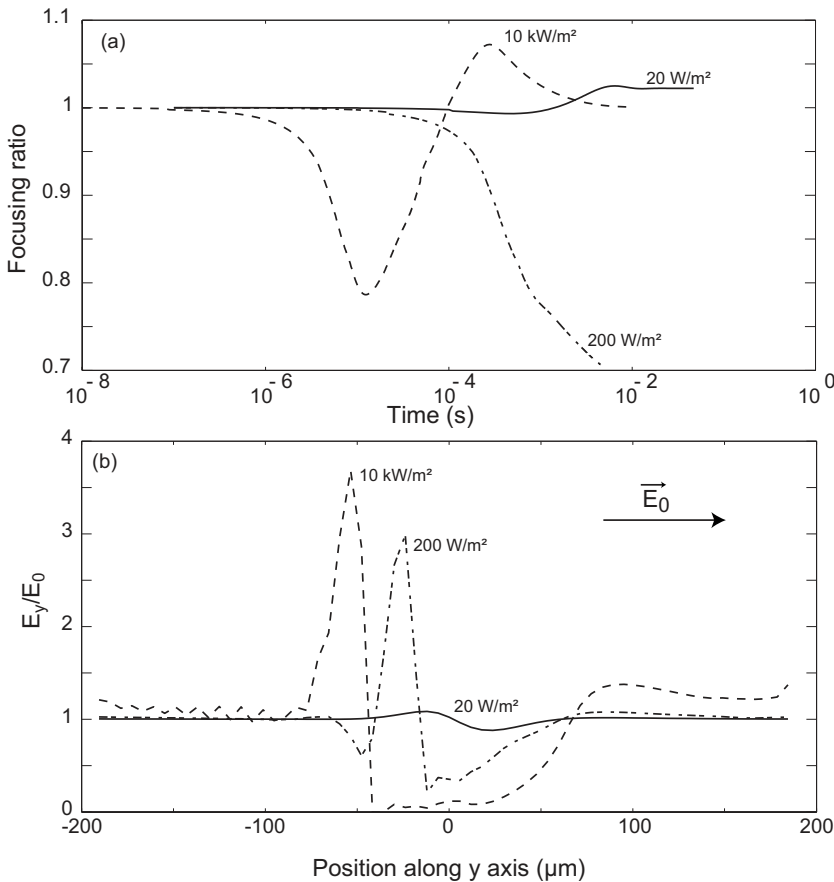 1.1
(a)
10 kW/m²
20 W/m²
1
0.9
0.8
200 W/m²
0.7
Focusing ratio
10⁻⁸
10⁻⁶
10⁻⁴
10⁻²
10⁰
Time (s)
4
(b)
10 kW/m²
E₀
3
200 W/m²
2
20 W/m²
1
0
Eᵧ/E₀
-200
-100
0
100
200
Position along y axis (µm)